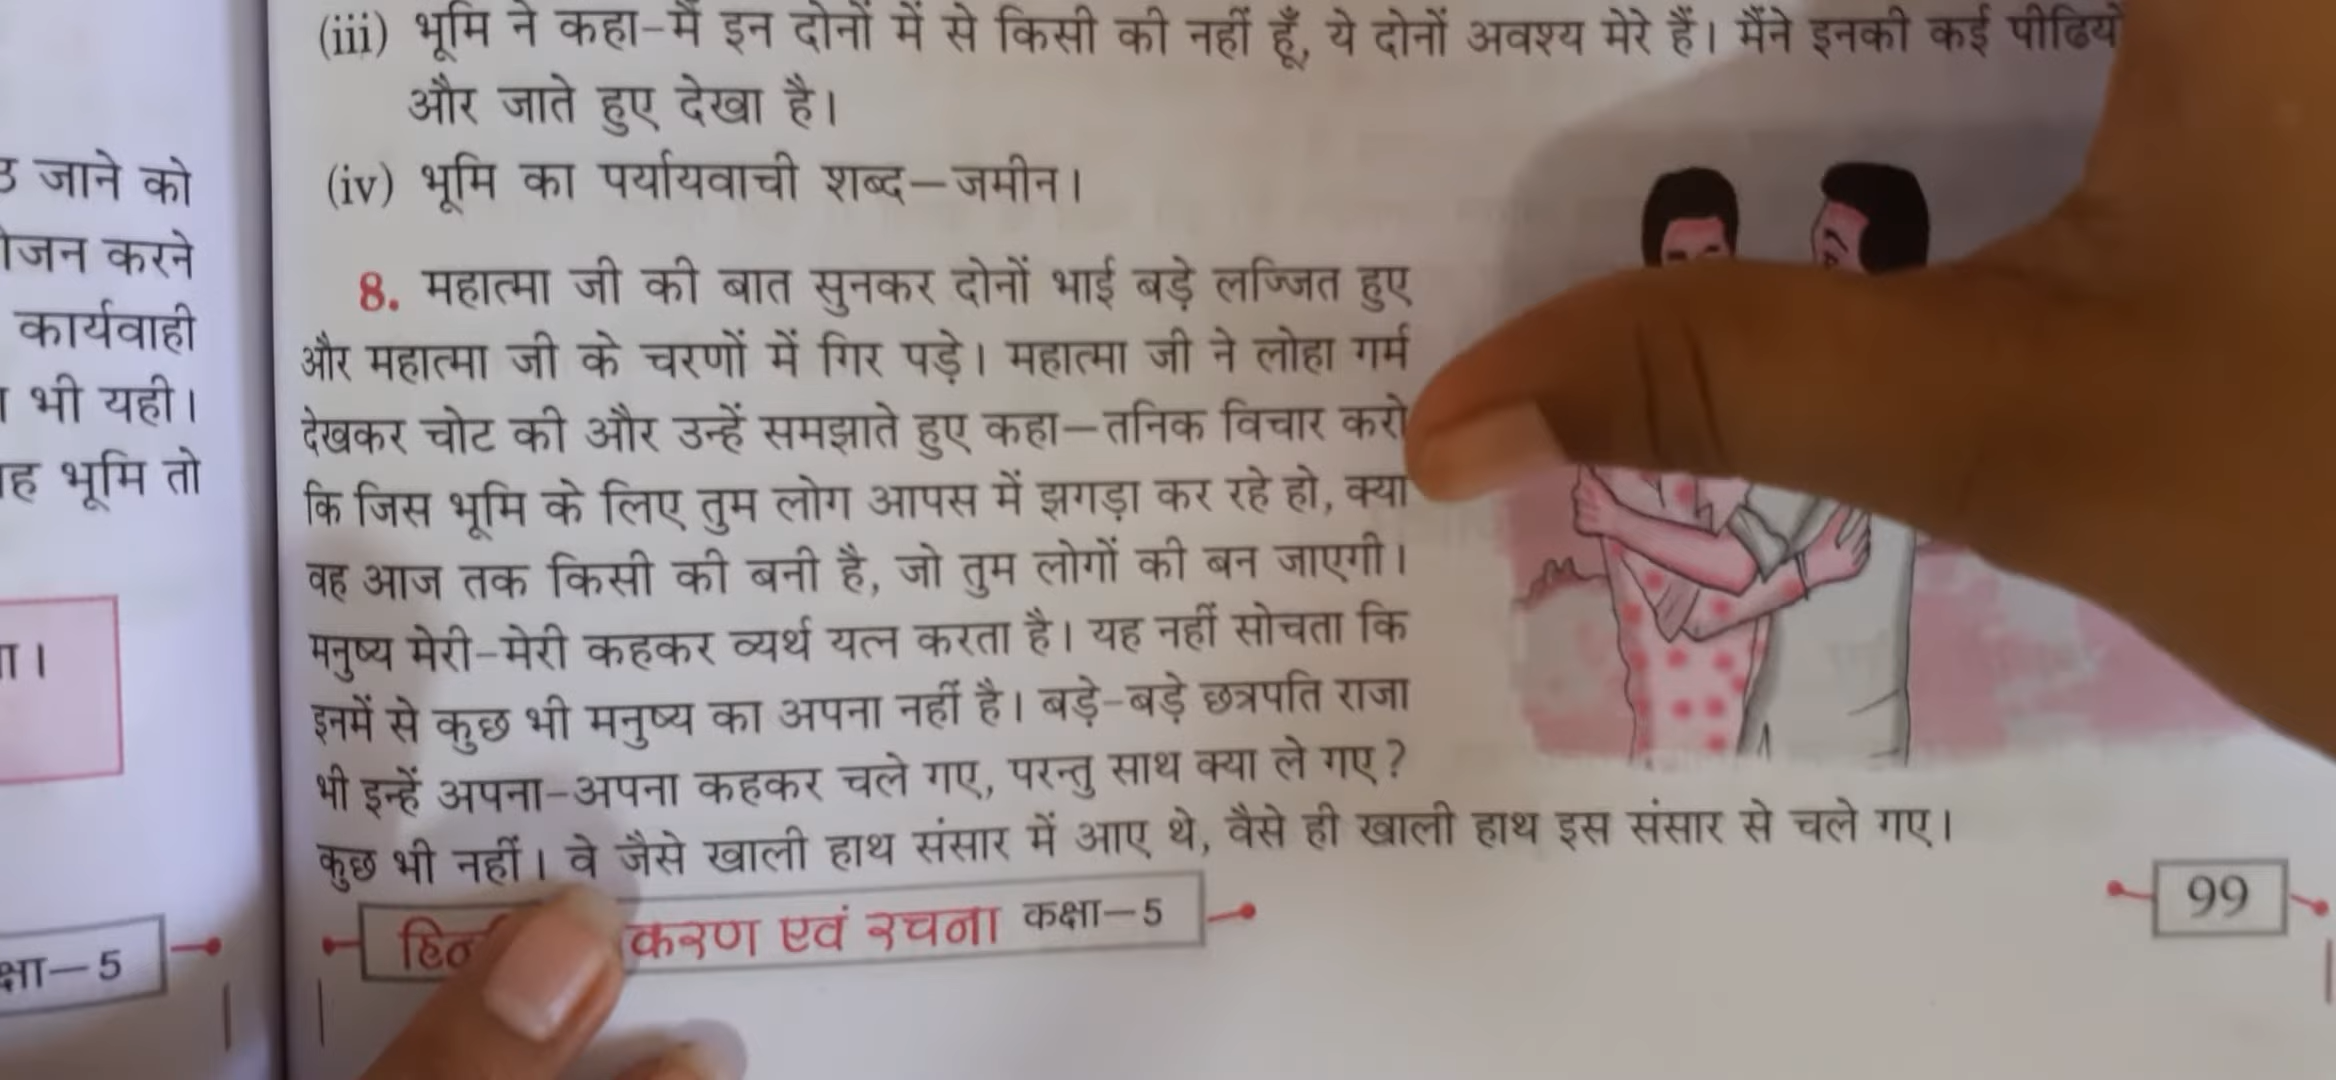 उ जाने को
जन करने
कार्यवाही
भी यही।
भूमि तो
क्षा–5
(iii) भूमि ने कहा–मैं इन दोनों में से किसी की नहीं हूँ, ये दोनों अवश्य मेरे हैं। मैंने इनकी कई पीढियों
और जाते हुए देखा है।
(iv) भूमि का पर्यायवाची शब्द–जमीन।
8. महात्मा जी की बात सुनकर दोनों भाई बड़े लज्जित हुए
और महात्मा जी के चरणों में गिर पड़े। महात्मा जी ने लोहा गर्म
देखकर चोट की और उन्हें समझाते हुए कहा–तनिक विचार करो
कि जिस भूमि के लिए तुम लोग आपस में झगड़ा कर रहे हो, क्या
वह आज तक किसी की बनी है, जो तुम लोगों की बन जाएगी।
मनुष्य मेरी-मेरी कहकर व्यर्थ यत्न करता है। यह नहीं सोचता कि
इनमें से कुछ भी मनुष्य का अपना नहीं है। बड़े-बड़े छत्रपति राजा
भी इन्हें अपना-अपना कहकर चले गए, परन्तु साथ क्या ले गए?
कुछ भी नहीं। वे जैसे खाली हाथ संसार में आए थे, वैसे ही खाली हाथ इस संसार से चले गए।
करण एवं रचना कक्षा–5
99